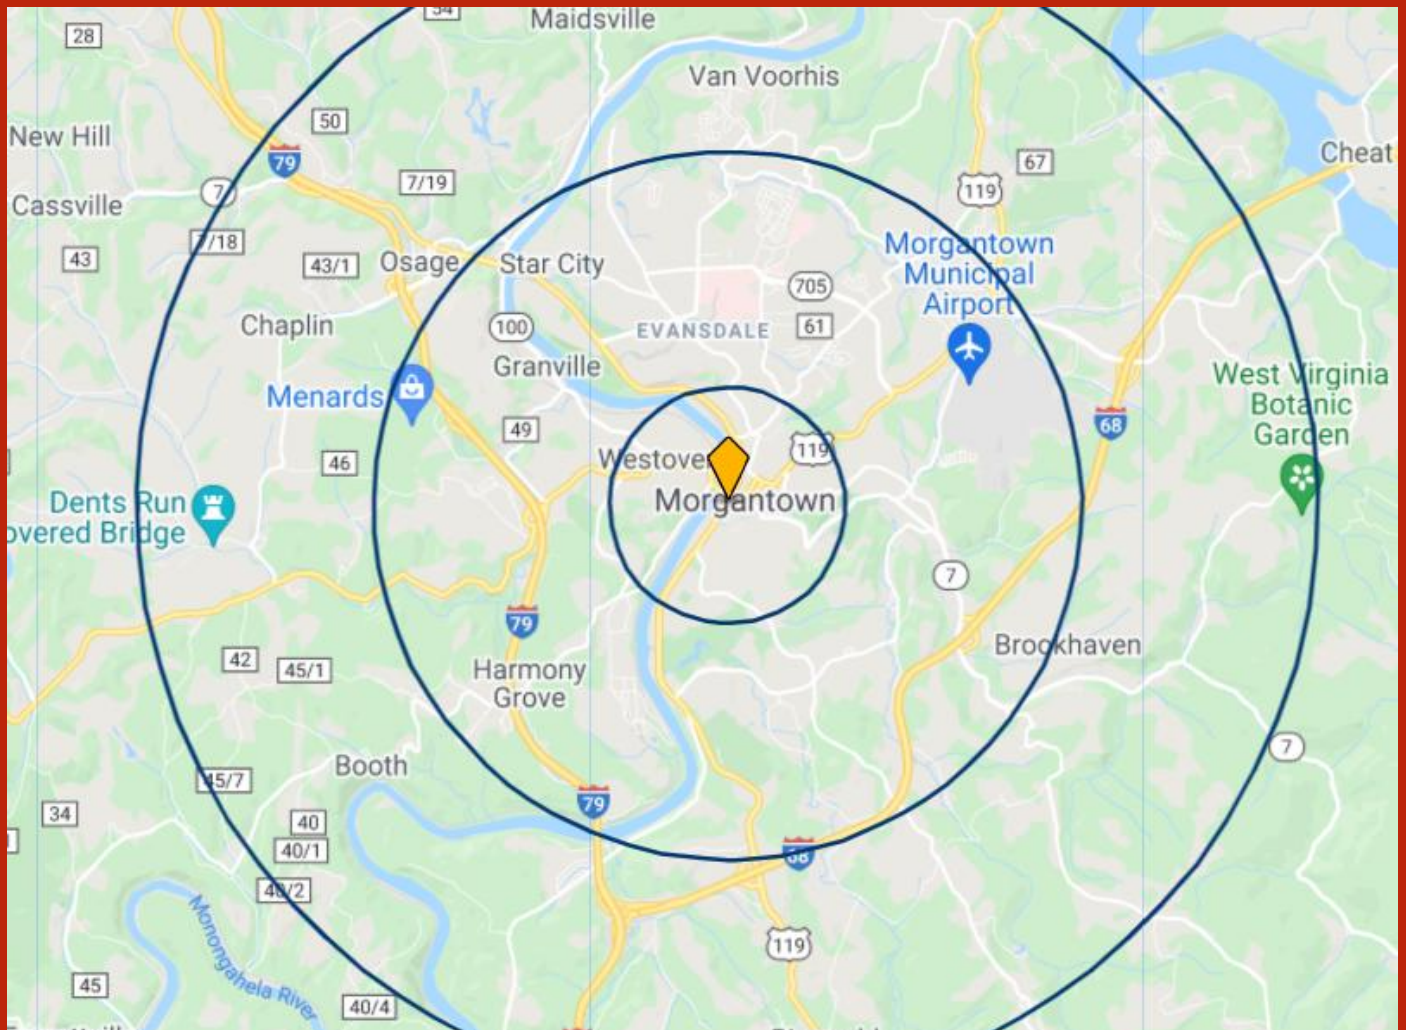 54
Maidsville
28
Van Voorhis
50
New Hill
79
67
Cheat
7/19
7
119
Cassville
7/18
43
43/1
Osage
Star City
Morgantown
Municipal
Airport
705
Chaplin
100
EVANSDALE
61
Granville
West Virginia
Botanic
Garden
Menards
49
68
46
Westove
119
Dents Run
overed Bridge
Morgantown
7
79
Brookhaven
42
45/1
Harmony
Grove
7
Booth
45/7
79
34
40
40/1
68
40/2
Monongahela River
119
45
40/4